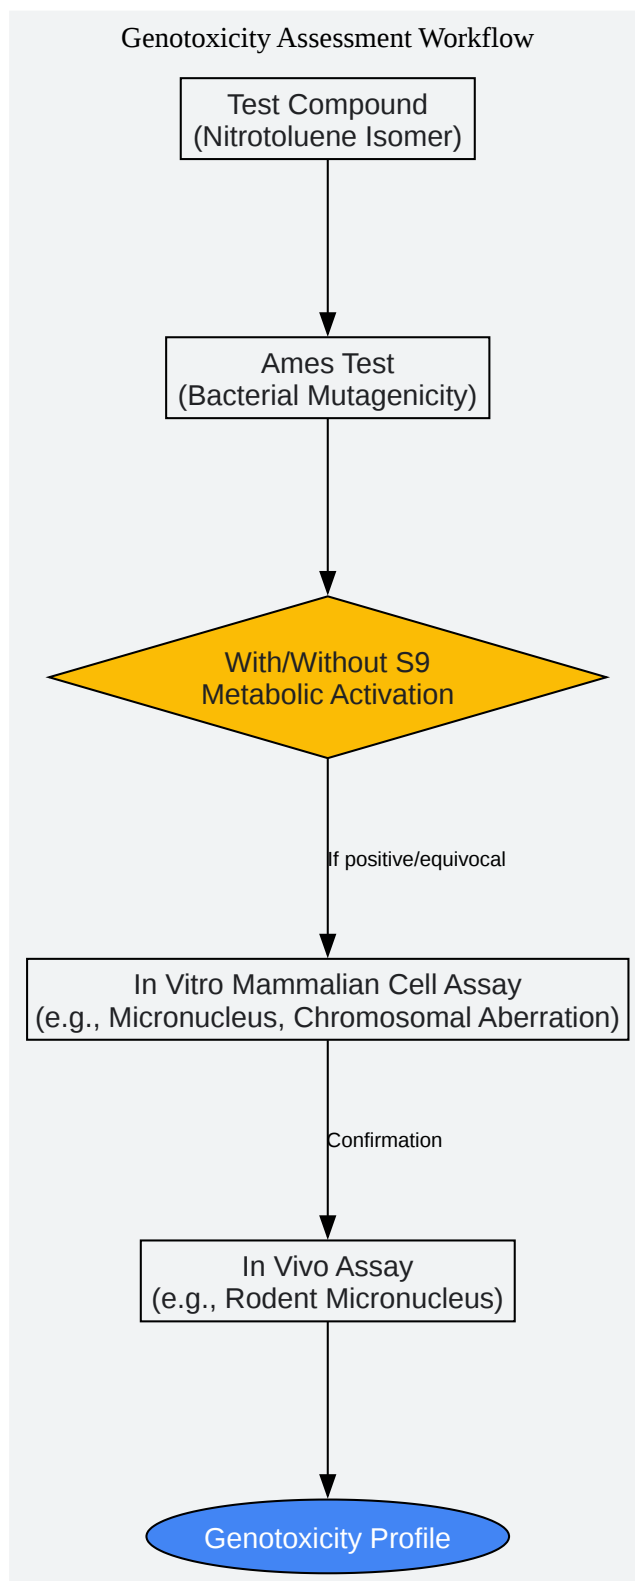 Genotoxicity Assessment Workflow
Test Compound
(Nitrotoluene Isomer)
Ames Test
(Bacterial Mutagenicity)
With/Without S9
Metabolic Activation
If positive/equivocal
In Vitro Mammalian Cell Assay
(e.g., Micronucleus, Chromosomal Aberration)
Confirmation
In Vivo Assay
(e.g., Rodent Micronucleus)
Genotoxicity Profile